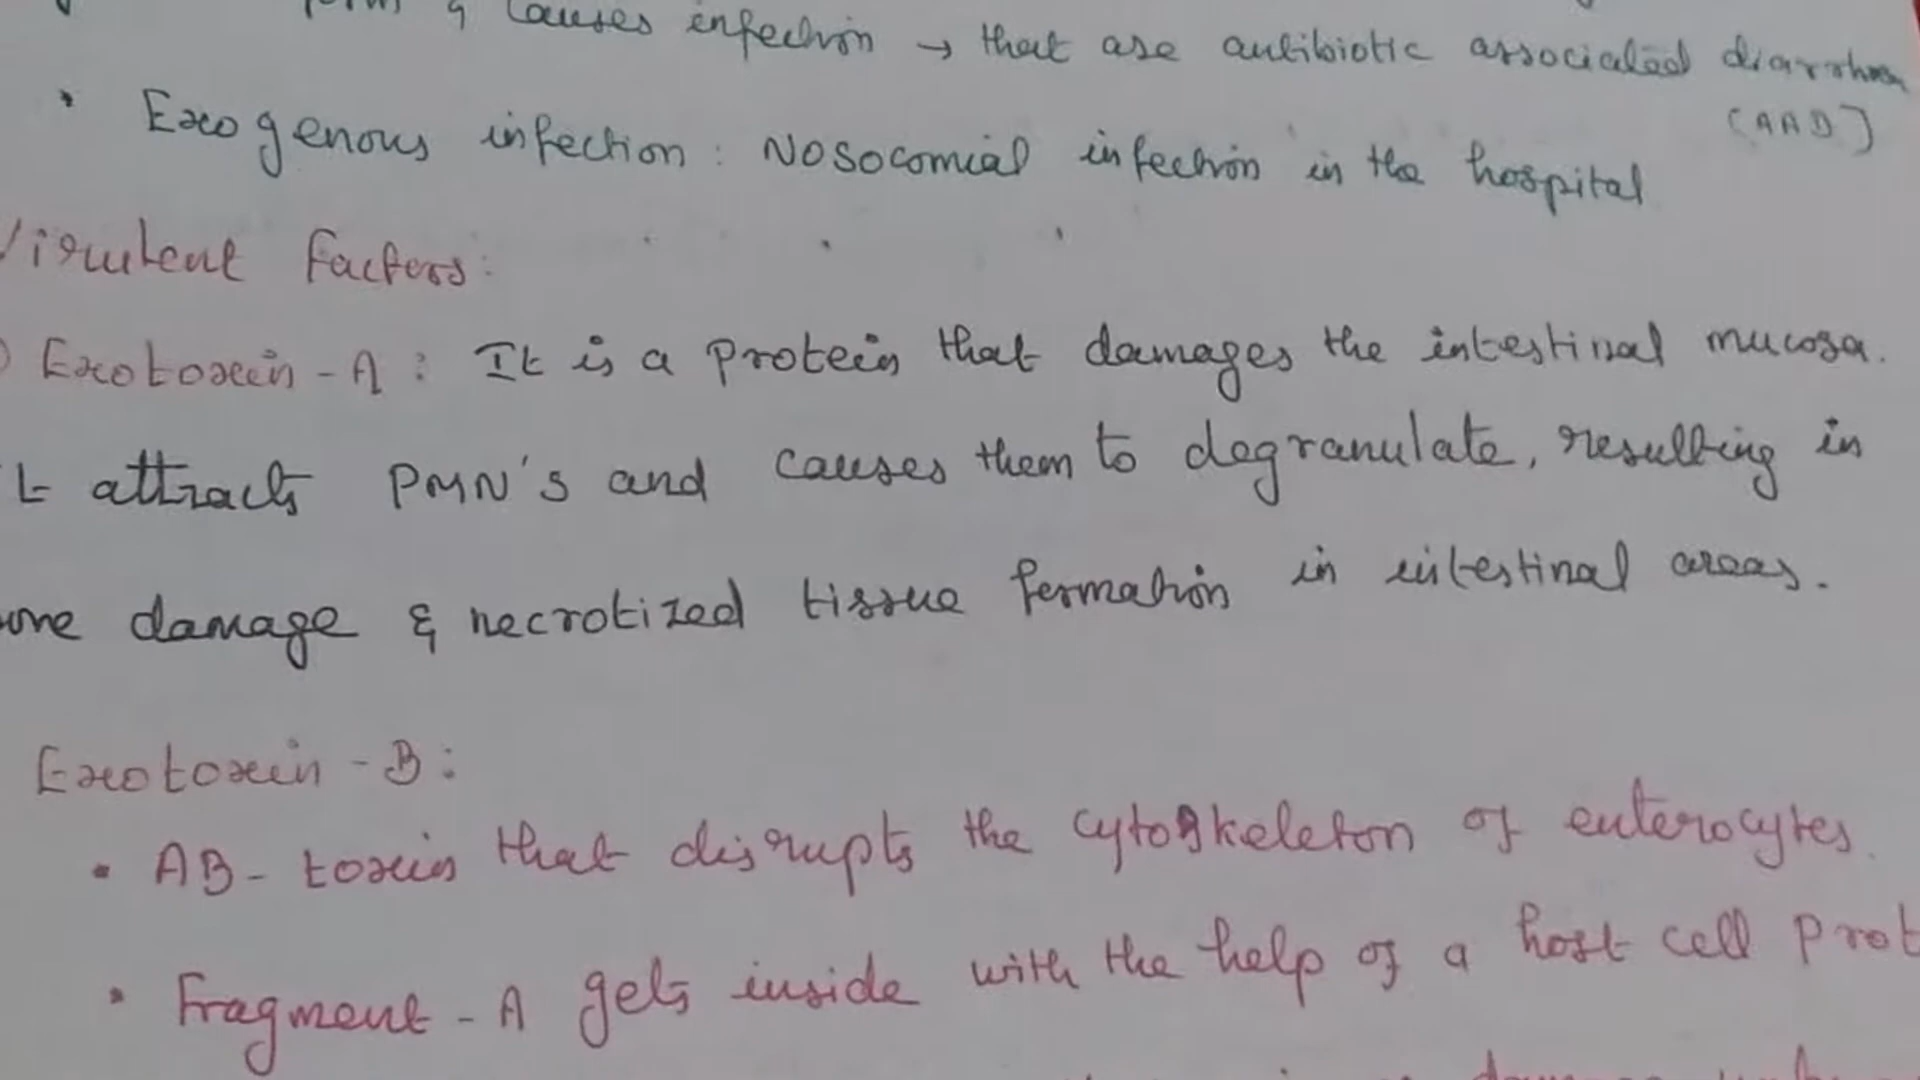 & causes infection → that are antibiotic associated diarrhoea
(AAD]
• Exogenous infection: Nosocomial infection in the hospital
Virulent Factors:
Exotoxin-A: It is a protein that damages the intestinal mucosa.
It attracts PMN's and causes them to degranulate, resulting in
damage & necrotized tissue formation in intestinal areas.
Exotoxin-B:
• AB-toxin that disrupts the cytoskeleton of enterocytes.
• Fragment-A gets inside with the help of a host cell prot